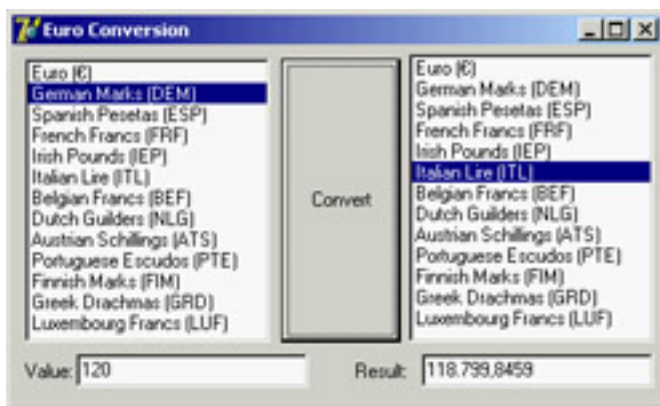 Euro Conversion
Euro (€)
German Marks (DEM)
Spanish Pesetas (ESP)
French Francs (FRF)
Irish Pounds (IEP)
Italian Lire (ITL)
Belgian Francs (BEF)
Dutch Guilders (NLG)
Austrian Schillings (ATS)
Portuguese Escudos (PTE)
Finnish Marks (FIM)
Greek Drachmas (GRD)
Luxembourg Francs (LUF)
Convert
Euro (€)
German Marks (DEM)
Spanish Pesetas (ESP)
French Francs (FRF)
Irish Pounds (IEP)
Italian Lire (ITL)
Belgian Francs (BEF)
Dutch Guilders (NLG)
Austrian Schillings (ATS)
Portuguese Escudos (PTE)
Finnish Marks (FIM)
Greek Drachmas (GRD)
Luxembourg Francs (LUF)
Value: 120
Result: 118.799,8459